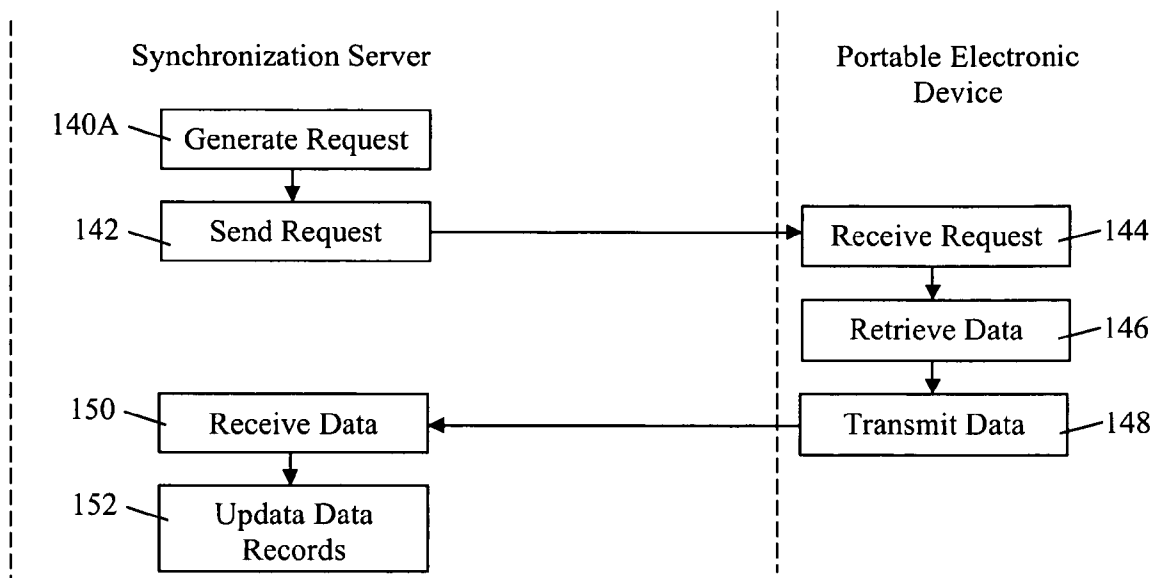 Synchronization Server
Portable Electronic
Device
140A
Generate Request
142
Send Request
Receive Request
144
Retrieve Data
146
150
Receive Data
Transmit Data
148
152
Updata Data
Records